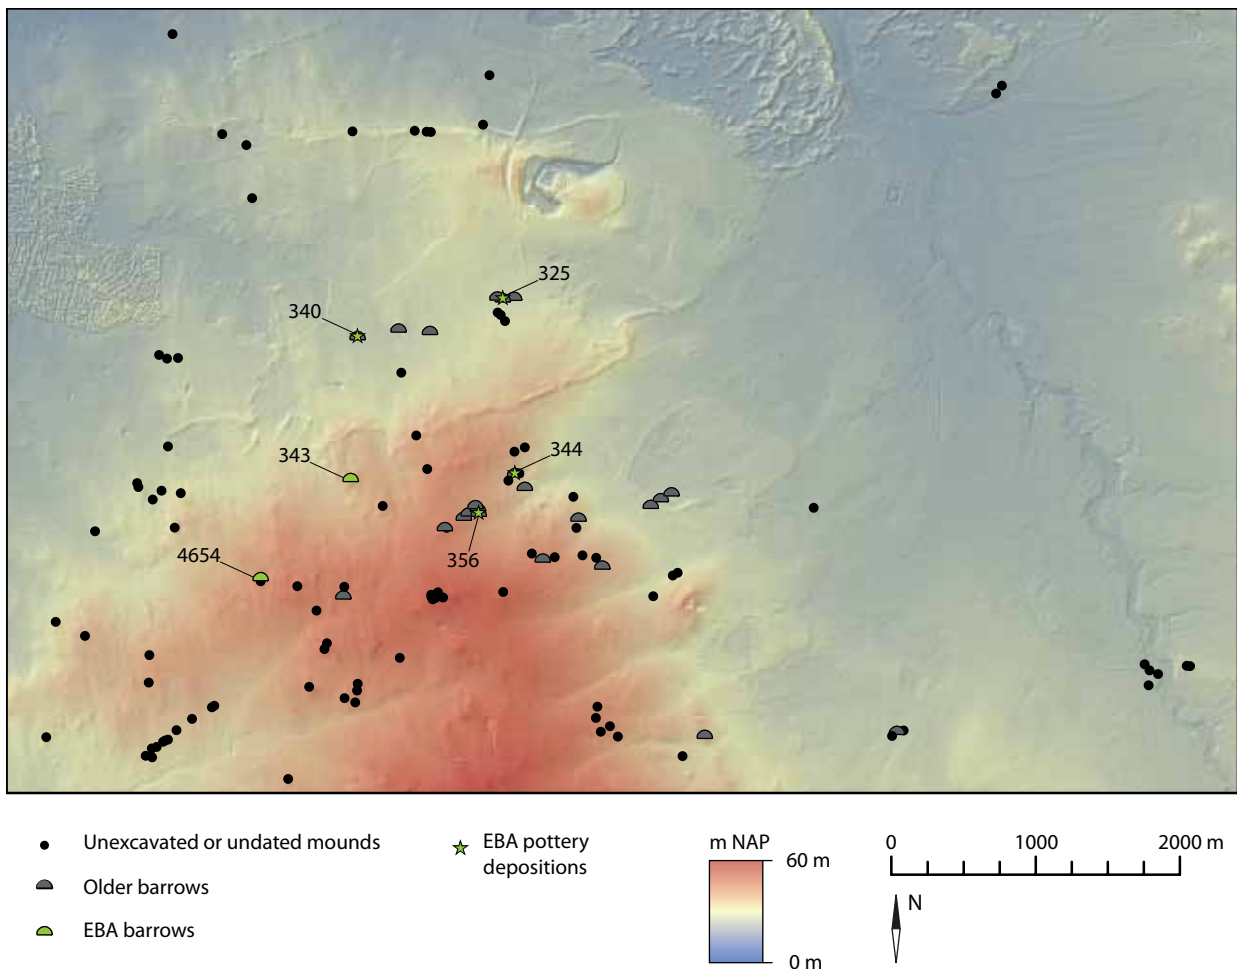 325
340
343
344
356
4654
Unexcavated or undated mounds
Older barrows
EBA barrows
EBA pottery
depositions
m NAP
60 m
0 m
0 1000 2000 m
N